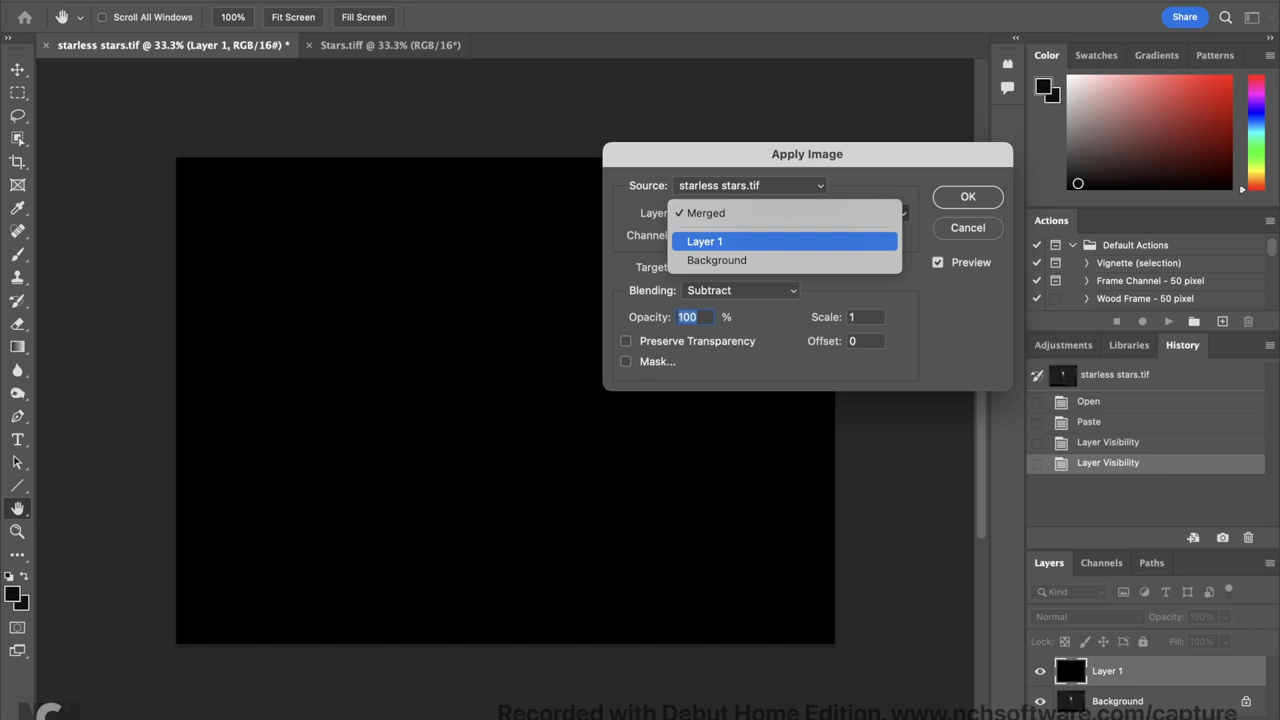 Scroll All Windows 100% Fit Screen Fill Screen Share
starless stars.tif @ 33.3% (Layer 1, RGB/16#) * Stars.tiff @ 33.3% (RGB/16*)
Color Swatches Gradients Patterns
Apply Image
Source: starless stars.tif
OK
Layer Merged
Cancel
Channel Layer 1
Background
Preview
Target
Blending: Subtract
Opacity: 100 % Scale: 1
Preserve Transparency Offset: 0
Mask...
Actions
Default Actions
Vignette (selection)
Frame Channel - 50 pixel
Wood Frame - 50 pixel
Adjustments Libraries History
starless stars.tif
Open
Paste
Layer Visibility
Layer Visibility
Layers Channels Paths
Kind
Normal Opacity: 100%
Lock: Fill: 100%
Layer 1
Background
Recorded with Debut Home Edition. www.nchsoftware.com/capture